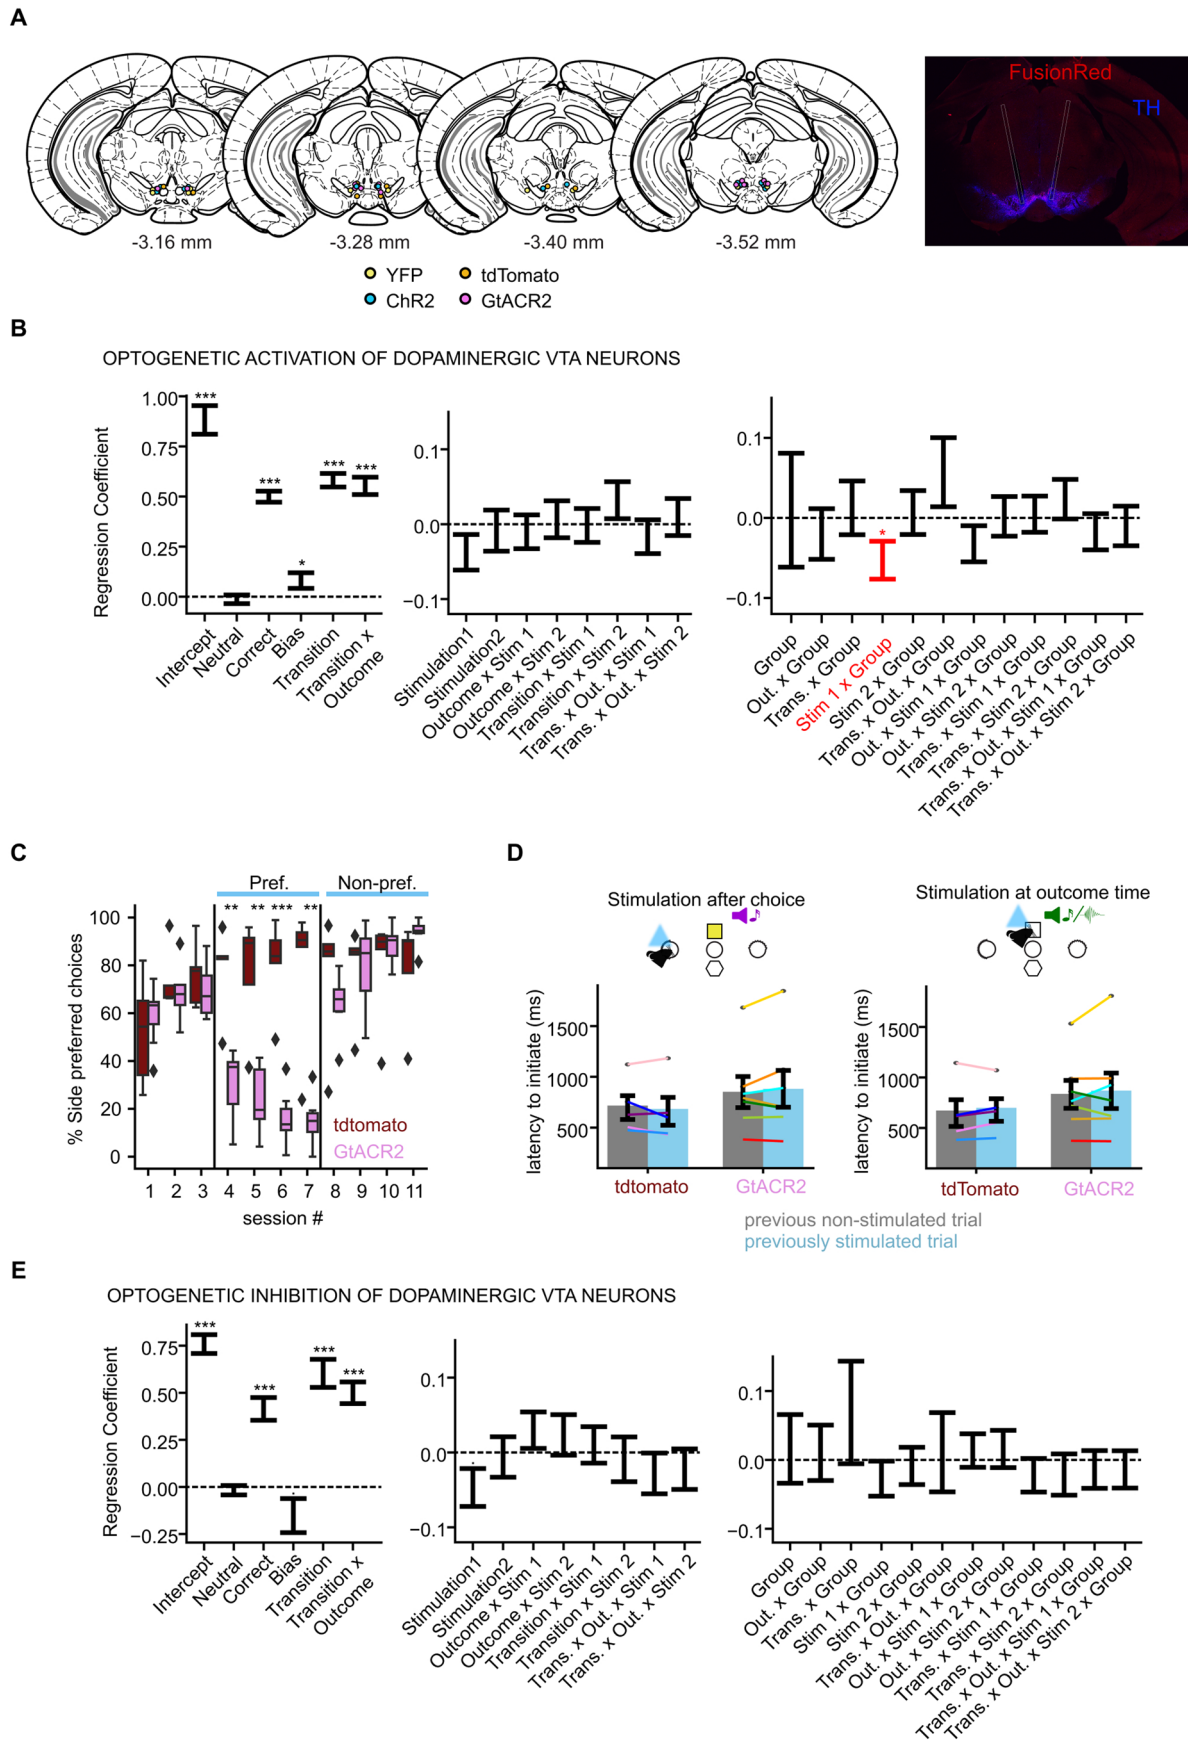 A
FusionRed
TH
-3.16 mm
-3.28 mm
-3.40 mm
-3.52 mm
YFP
tdTomato
ChR2
GtACR2
B
OPTOGENETIC ACTIVATION OF DOPAMINERGIC VTA NEURONS
Regression Coefficient
1.00
0.75
0.50
0.25
0.00
***
***
*
***
***
Intercept
Neutral
Correct
Bias
Transition
Transition x
Outcome
0.1
0.0
−0.1
Stimulation1
Stimulation2
Outcome x Stim 1
Outcome x Stim 2
Transition x Stim 1
Transition x Stim 2
Trans. x Out. x Stim 1
Trans. x Out. x Stim 2
0.1
0.0
−0.1
*
Group
Out. x Group
Trans. x Group
Stim 1 x Group
Stim 2 x Group
Trans. x Out. x Group
Out. x Stim 1 x Group
Out. x Stim 2 x Group
Trans. x Stim 1 x Group
Trans. x Stim 2 x Group
Trans. x Out. x Stim 1 x Group
Trans. x Out. x Stim 2 x Group
C
Pref.
Non-pref.
** ** *** **
% Side preferred choices
100
80
60
40
20
0
tdtomato
GtACR2
1 2 3 4 5 6 7 8 9 10 11
session #
D
Stimulation after choice
Stimulation at outcome time
latency to initiate (ms)
1500
1000
500
tdtomato
GtACR2
latency to initiate (ms)
1500
1000
500
tdTomato
GtACR2
previous non-stimulated trial
previously stimulated trial
E
OPTOGENETIC INHIBITION OF DOPAMINERGIC VTA NEURONS
Regression Coefficient
0.75
0.50
0.25
0.00
−0.25
***
***
***
***
Intercept
Neutral
Correct
Bias
Transition
Transition x
Outcome
0.1
0.0
−0.1
Stimulation1
Stimulation2
Outcome x Stim 1
Outcome x Stim 2
Transition x Stim 1
Transition x Stim 2
Trans. x Out. x Stim 1
Trans. x Out. x Stim 2
0.1
0.0
−0.1
Group
Out. x Group
Trans. x Group
Stim 1 x Group
Stim 2 x Group
Trans. x Out. x Group
Out. x Stim 1 x Group
Out. x Stim 2 x Group
Trans. x Stim 1 x Group
Trans. x Stim 2 x Group
Trans. x Out. x Stim 1 x Group
Trans. x Out. x Stim 2 x Group